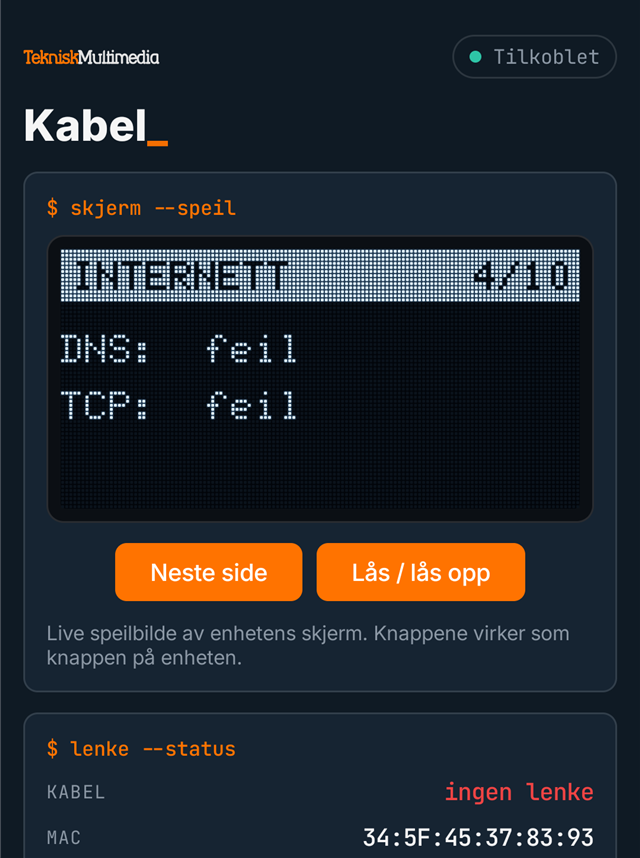 TekniskMultimedia
Tilkoblet
Kabel_
$ skjerm --speil
INTERNETT 4/10
DNS: feil
TCP: feil
Neste side
Lås / lås opp
Live speilbilde av enhetens skjerm. Knappene virker som
knappen på enheten.
$ lenke --status
KABEL ingen lenke
MAC 34:5F:45:37:83:93